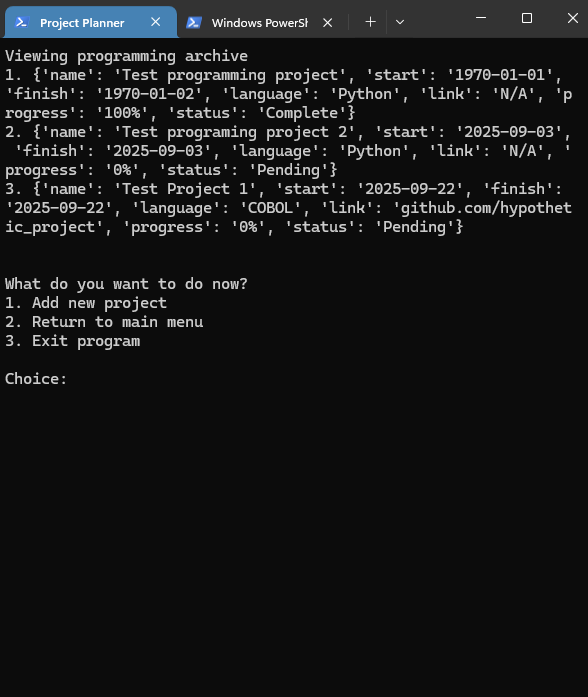 Project Planner
Windows PowerSh
Viewing programming archive
1. {'name': 'Test programming project', 'start': '1970-01-01',
'finish': '1970-01-02', 'language': 'Python', 'link': 'N/A', 'p
rogress': '100%', 'status': 'Complete'}
2. {'name': 'Test programing project 2', 'start': '2025-09-03',
 'finish': '2025-09-03', 'language': 'Python', 'link': 'N/A', '
progress': '0%', 'status': 'Pending'}
3. {'name': 'Test Project 1', 'start': '2025-09-22', 'finish':
'2025-09-22', 'language': 'COBOL', 'link': 'github.com/hypothet
ic_project', 'progress': '0%', 'status': 'Pending'}
What do you want to do now?
1. Add new project
2. Return to main menu
3. Exit program
Choice: